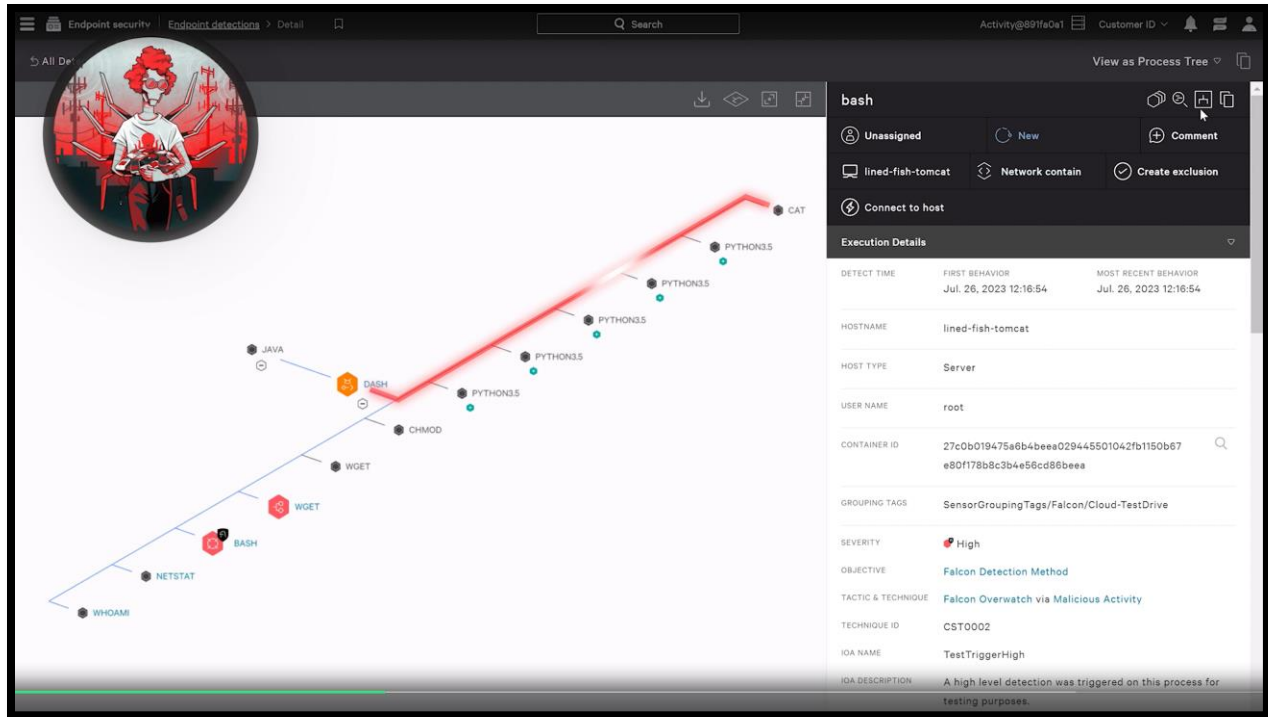 Endpoint security Endpoint detections > Detail
Search
Activity@891fa0a1 Customer ID
All De
View as Process Tree
bash
Unassigned New Comment
lined-fish-tomcat Network contain Create exclusion
Connect to host
Execution Details
DETECT TIME
FIRST BEHAVIOR
Jul. 26, 2023 12:16:54
MOST RECENT BEHAVIOR
Jul. 26, 2023 12:16:54
HOSTNAME lined-fish-tomcat
HOST TYPE Server
USER NAME root
CONTAINER ID 27c0b019475a6b4beea029445501042fb1150b67
e80f178b8c3b4e56cd86beea
GROUPING TAGS SensorGroupingTags/Falcon/Cloud-TestDrive
SEVERITY High
OBJECTIVE Falcon Detection Method
TACTIC & TECHNIQUE Falcon Overwatch via Malicious Activity
TECHNIQUE ID CST0002
IOA NAME TestTriggerHigh
IOA DESCRIPTION A high level detection was triggered on this process for
testing purposes.
CAT
PYTHON3.5
PYTHON3.5
PYTHON3.5
PYTHON3.5
PYTHON3.5
JAVA
DASH
CHMOD
WGET
WGET
BASH
NETSTAT
WHOAMI